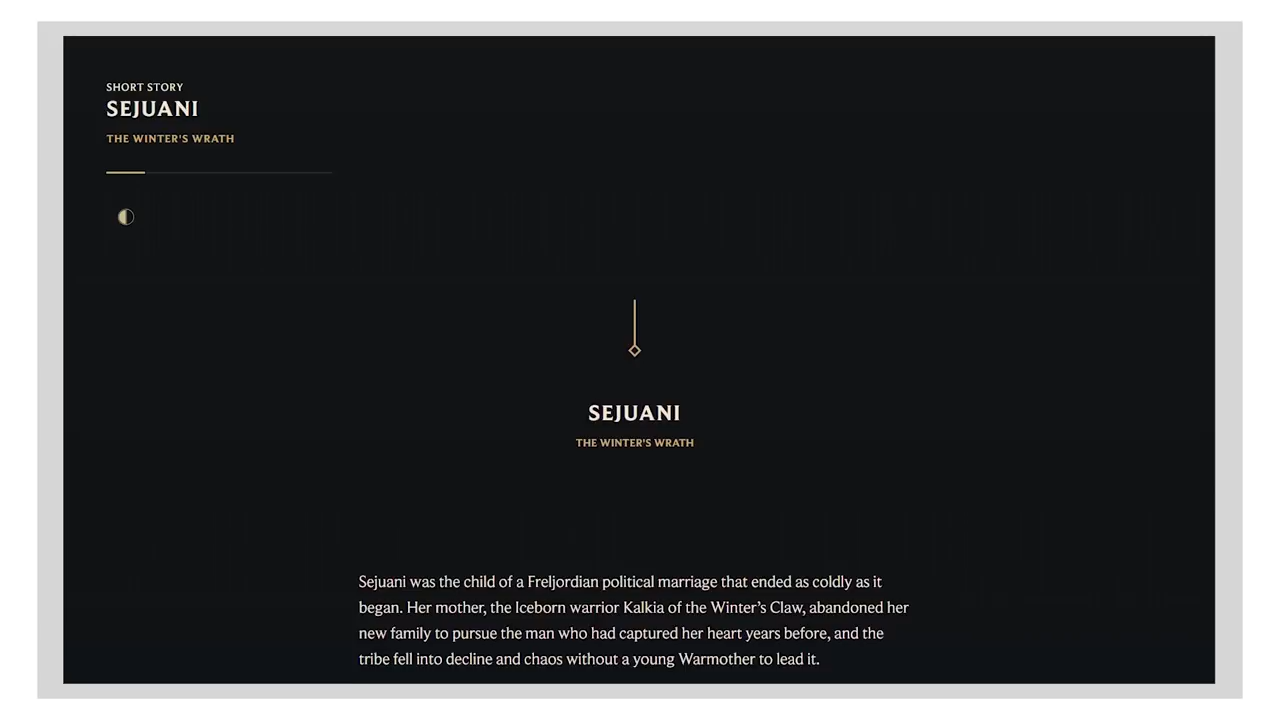 SHORT STORY
SEJUANI
THE WINTER'S WRATH
SEJUANI
THE WINTER'S WRATH
Sejuani was the child of a Freljordian political marriage that ended as coldly as it
began. Her mother, the Iceborn warrior Kalkia of the Winter’s Claw, abandoned her
new family to pursue the man who had captured her heart years before, and the
tribe fell into decline and chaos without a young Warmother to lead it.